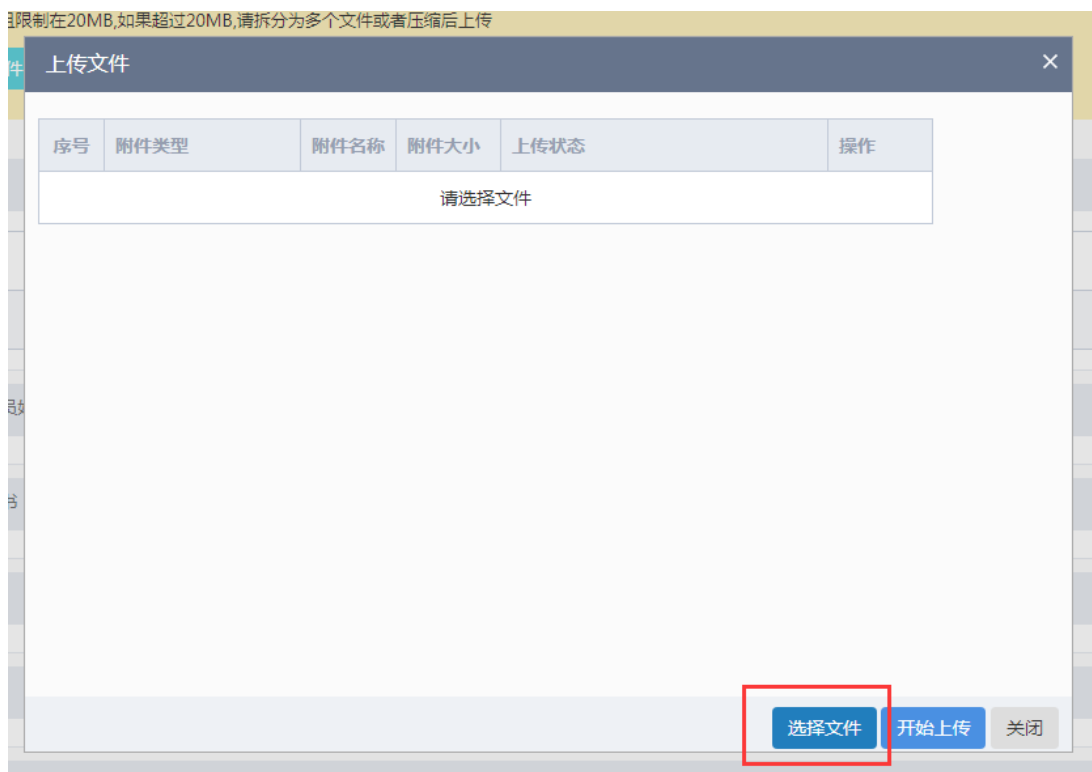 且限制在20MB,如果超过20MB,请拆分为多个文件或者压缩后上传
件
上传文件
序号 附件类型 附件名称 附件大小 上传状态 操作
请选择文件
员
书
选择文件 开始上传 关闭